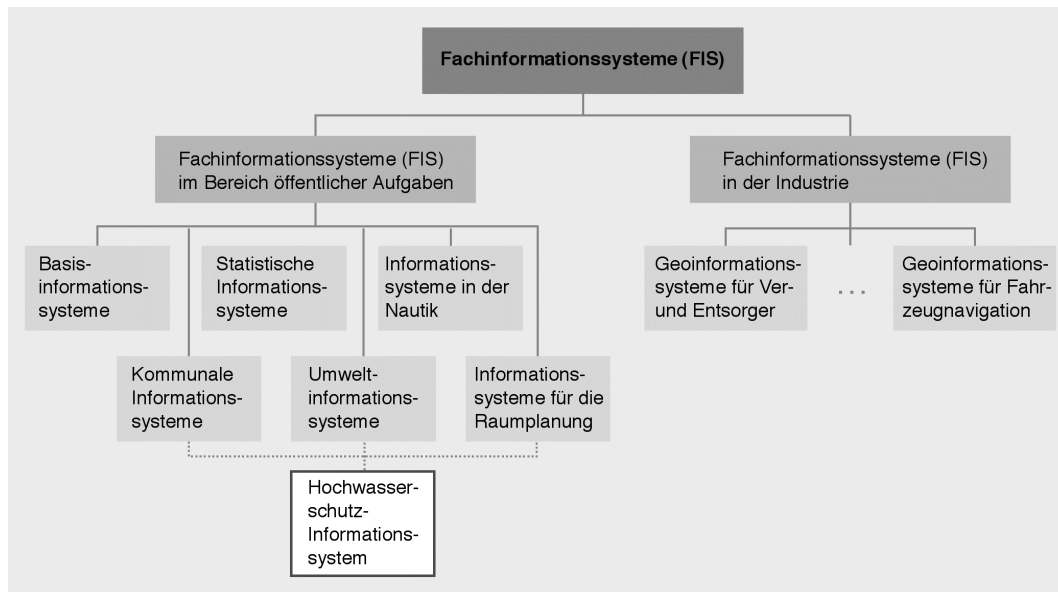 Fachinformationssysteme (FIS)
Fachinformationssysteme (FIS)
im Bereich öffentlicher Aufgaben
Fachinformationssysteme (FIS)
in der Industrie
Basis-
informations-
systeme
Statistische
Informations-
systeme
Informations-
systeme in der
Nautik
Geoinformations-
systeme für Ver-
und Entsorger
...
Geoinformations-
systeme für Fahr-
zeugnavigation
Kommunale
Informations-
systeme
Umwelt-
informations-
systeme
Informations-
systeme für die
Raumplanung
Hochwasser-
schutz-
Informations-
system